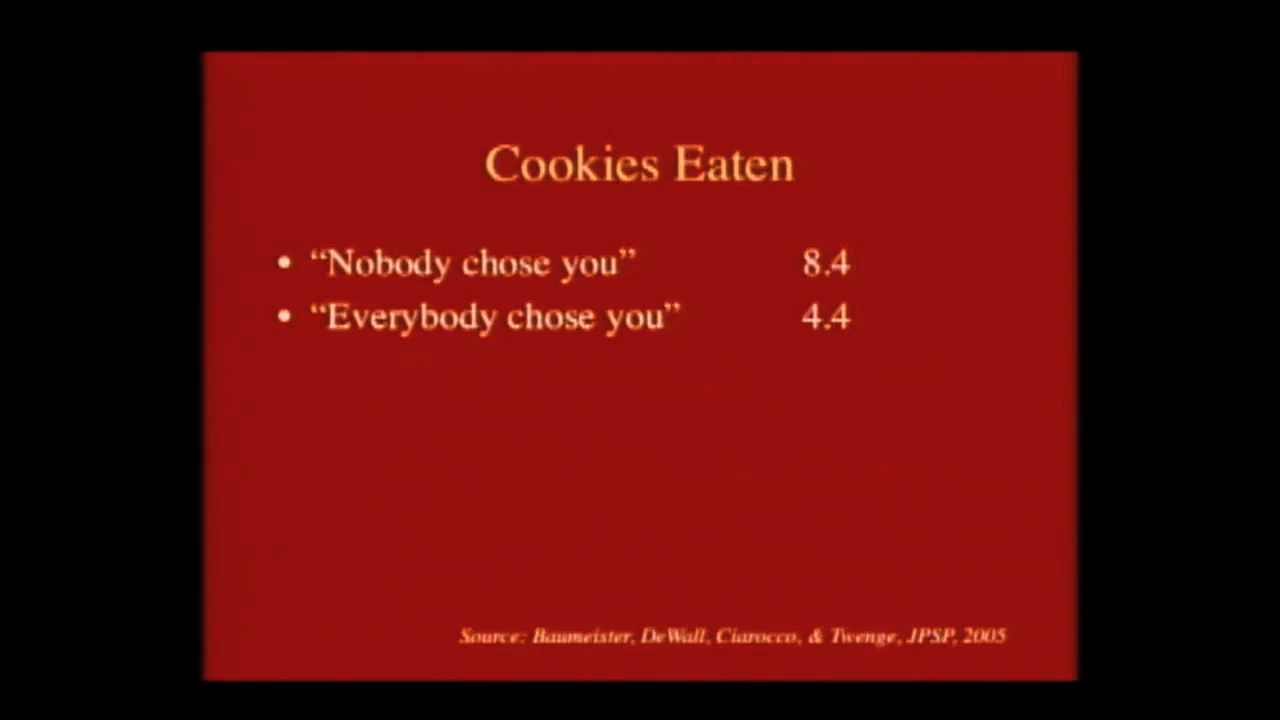 Cookies Eaten
• “Nobody chose you” 8.4
• “Everybody chose you” 4.4
Source: Baumeister, DeWall, Ciarocco, & Twenge, JPSP, 2005